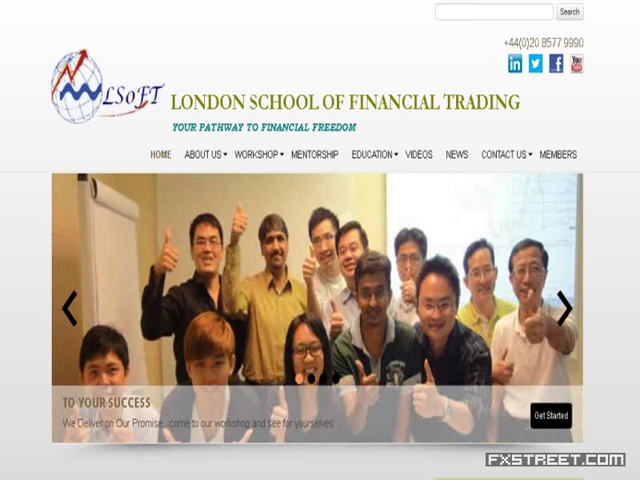 Search
+44(0)20 8577 9990
in
You
LSoFT
LONDON SCHOOL OF FINANCIAL TRADING
YOUR PATHWAY TO FINANCIAL FREEDOM
HOME ABOUT US WORKSHOP MENTORSHIP EDUCATION VIDEOS NEWS CONTACT US MEMBERS
TO YOUR SUCCESS
We Deliver on Our Promise...come to our workshop and see for yourselves
Get Started
FXSTREET.COM